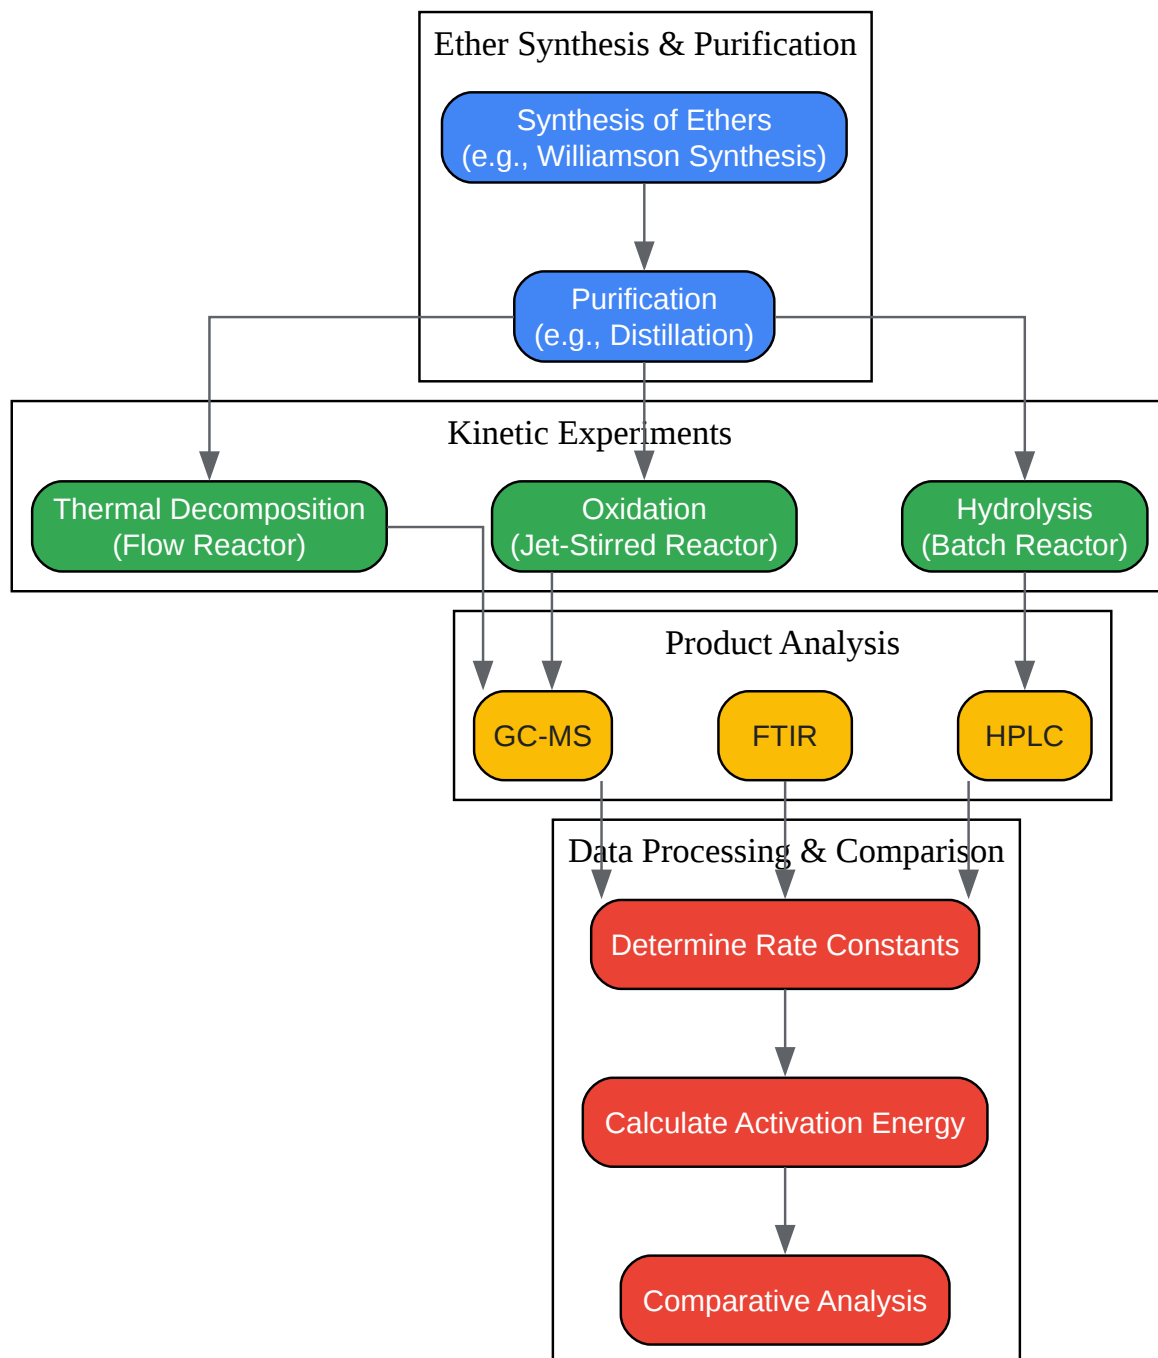 Ether Synthesis & Purification
Synthesis of Ethers
(e.g., Williamson Synthesis)
Purification
(e.g., Distillation)
Kinetic Experiments
Thermal Decomposition
(Flow Reactor)
Oxidation
(Jet-Stirred Reactor)
Hydrolysis
(Batch Reactor)
Product Analysis
GC-MS
FTIR
HPLC
Data Processing & Comparison
Determine Rate Constants
Calculate Activation Energy
Comparative Analysis